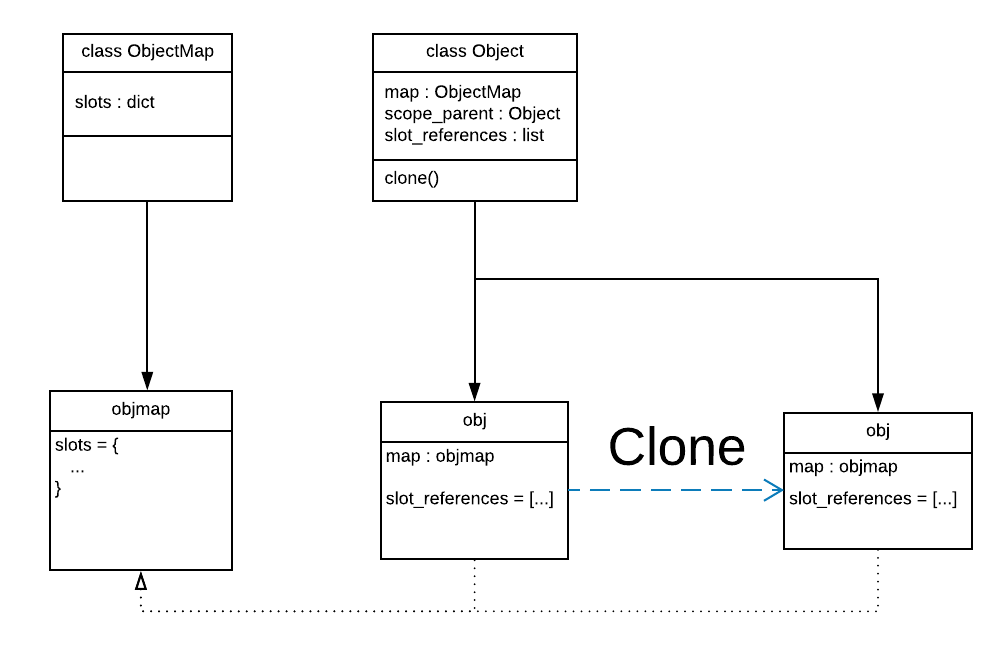 class ObjectMap
slots : dict
class Object
map : ObjectMap
scope_parent : Object
slot_references : list
clone()
objmap
slots = {
...
}
obj
map : objmap
slot_references = [...]
Clone
obj
map : objmap
slot_references = [...]